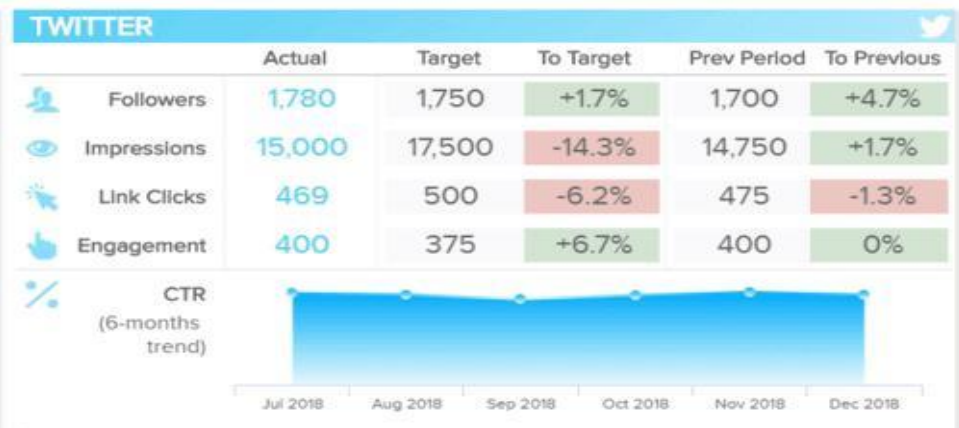 TWITTER
Actual Target To Target Prev Period To Previous
Followers 1,780 1,750 +1.7% 1,700 +4.7%
Impressions 15,000 17,500 -14.3% 14,750 +1.7%
Link Clicks 469 500 -6.2% 475 -1.3%
Engagement 400 375 +6.7% 400 0%
CTR
(6-months
trend)
Jul 2018 Aug 2018 Sep 2018 Oct 2018 Nov 2018 Dec 2018